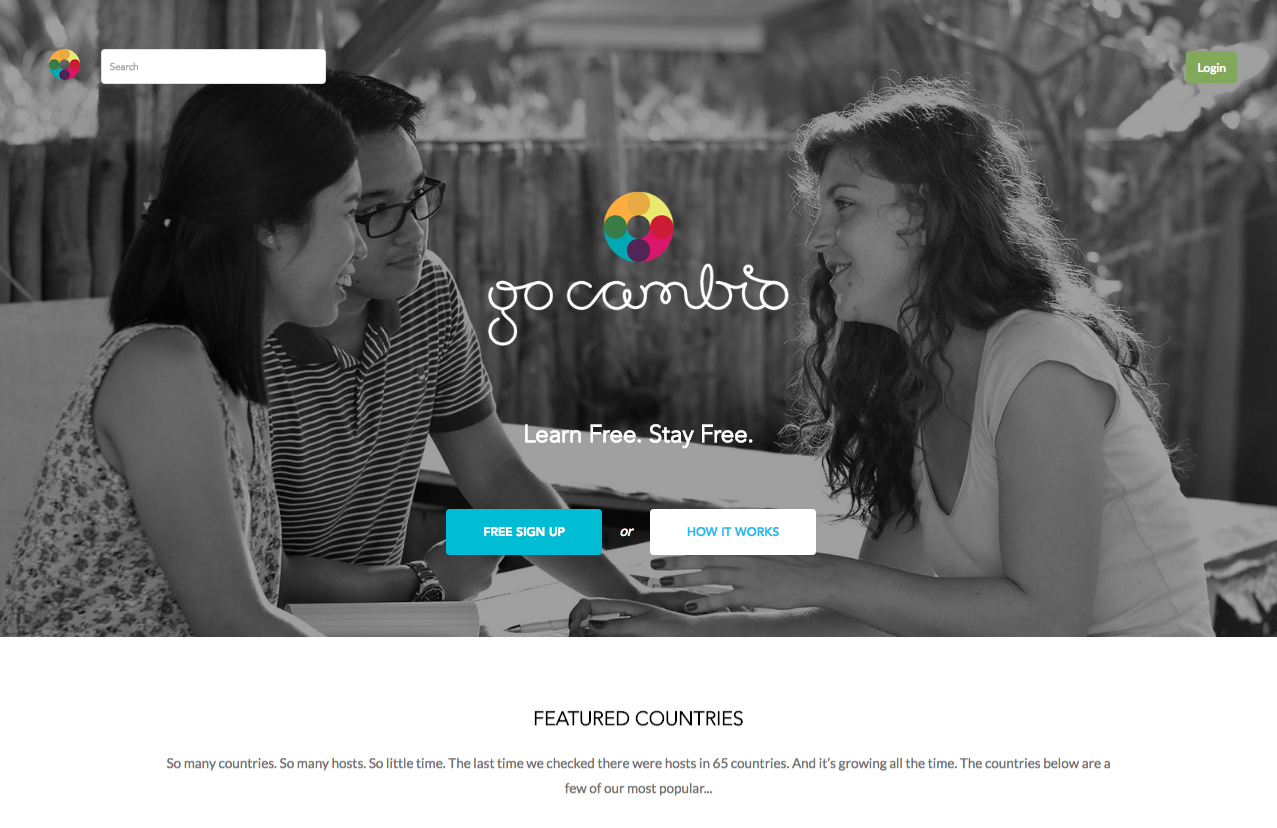 Search
Login
go cambio
Learn Free. Stay Free.
FREE SIGN UP
or
HOW IT WORKS
FEATURED COUNTRIES
So many countries. So many hosts. So little time. The last time we checked there were hosts in 65 countries. And it's growing all the time. The countries below are a
few of our most popular...